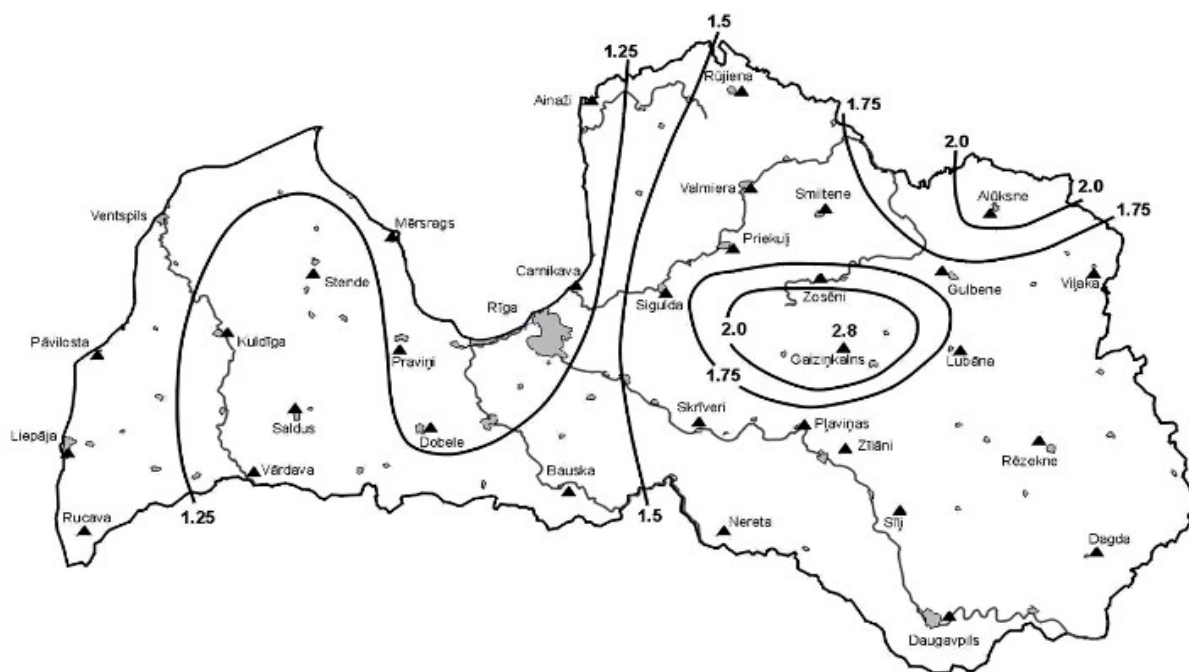 1.5
1.25
Rūjiena
Ainaži
1.75
2.0
Alūksne
2.0
Valmiera
Smiltene
1.75
Ventspils
Mērsrags
Priekuļi
Stende
Carnikava
Zosēni
Gulbene
Viļaka
Sigulda
Rīga
Kuldīga
2.0
2.8
Pāvilosta
Praviņi
Gaiziņkalns
Lubāna
1.75
Skrīveri
Pļaviņas
Saldus
Dobele
Liepāja
Zīlāni
Rēzekne
Vārdava
Bauska
1.25
1.5
Rucava
Nereta
Sīļi
Dagda
Daugavpils